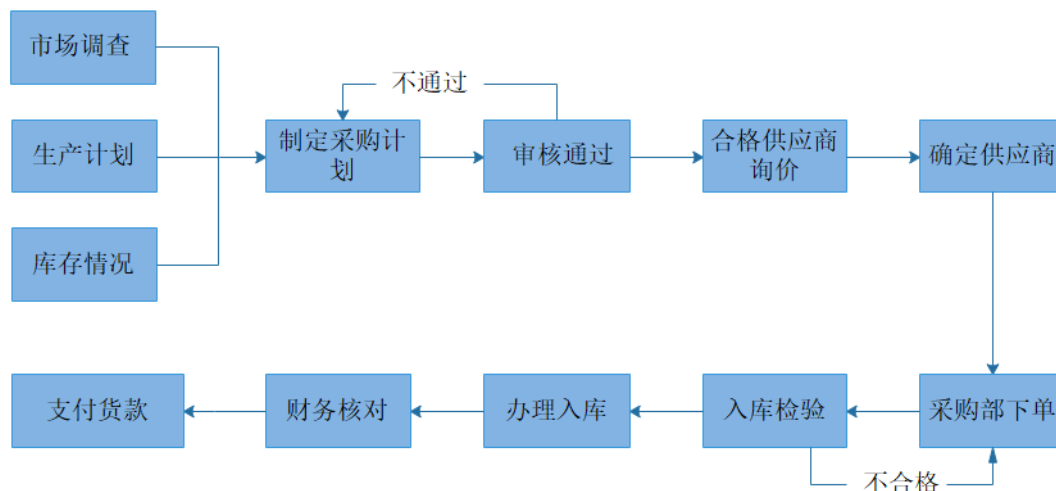 市场调查
不通过
生产计划
制定采购计
划
审核通过
合格供应商
询价
确定供应商
库存情况
支付货款
财务核对
办理入库
入库检验
采购部下单
不合格